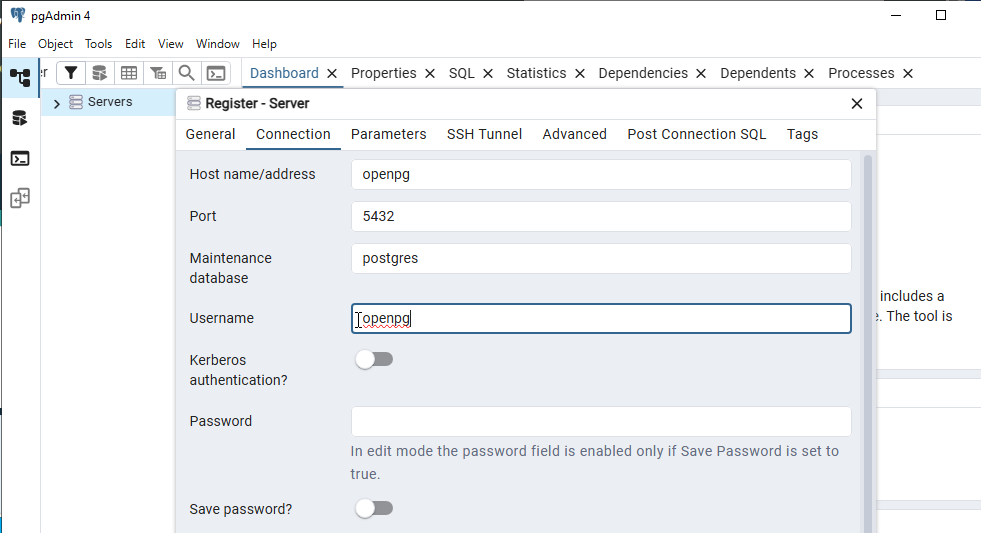 pgAdmin 4
File Object Tools Edit View Window Help
Dashboard Properties SQL Statistics Dependencies Dependents Processes
Servers
Register - Server
General Connection Parameters SSH Tunnel Advanced Post Connection SQL Tags
Host name/address openpg
Port 5432
Maintenance
database postgres
includes a
Username openpg
The tool is
Kerberos
authentication?
Password
In edit mode the password field is enabled only if Save Password is set to
true.
Save password?